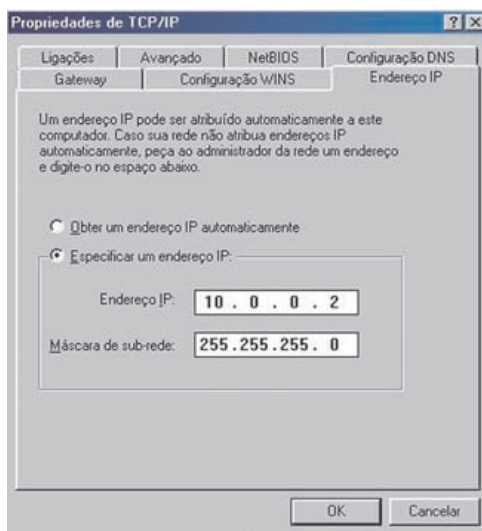 Propriedades de TCP/IP
Ligações Avançado NetBIOS Configuração DNS
Gateway Configuração WINS Endereço IP
Um endereço IP pode ser atribuído automaticamente a este
computador. Caso sua rede não atribua endereços IP
automaticamente, peça ao administrador da rede um endereço
e digite-o no espaço abaixo.
Obter um endereço IP automaticamente
Especificar um endereço IP:
Endereço IP: 10 . 0 . 0 . 2
Máscara de sub-rede: 255.255.255. 0
OK Cancelar